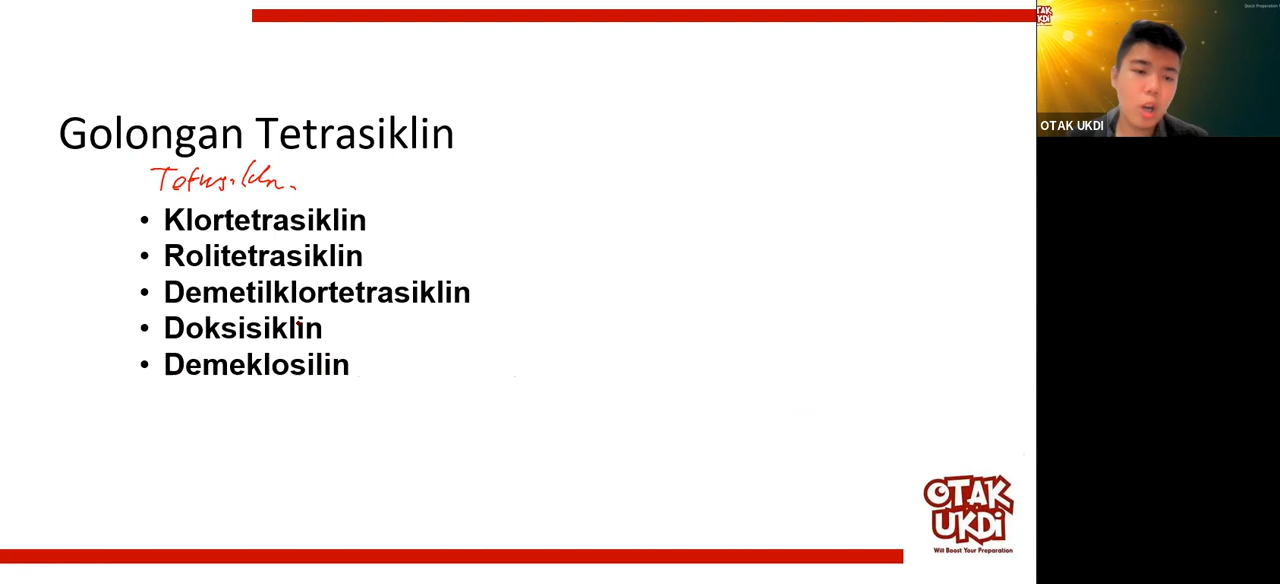 Golongan Tetrasiklin
• Klortetrasiklin
• Rolitetrasiklin
• Demetilklortetrasiklin
• Doksisiklin
• Demeklosilin
OTAK UKDI
OTAK
UKDi
Will Boost Your Preparation